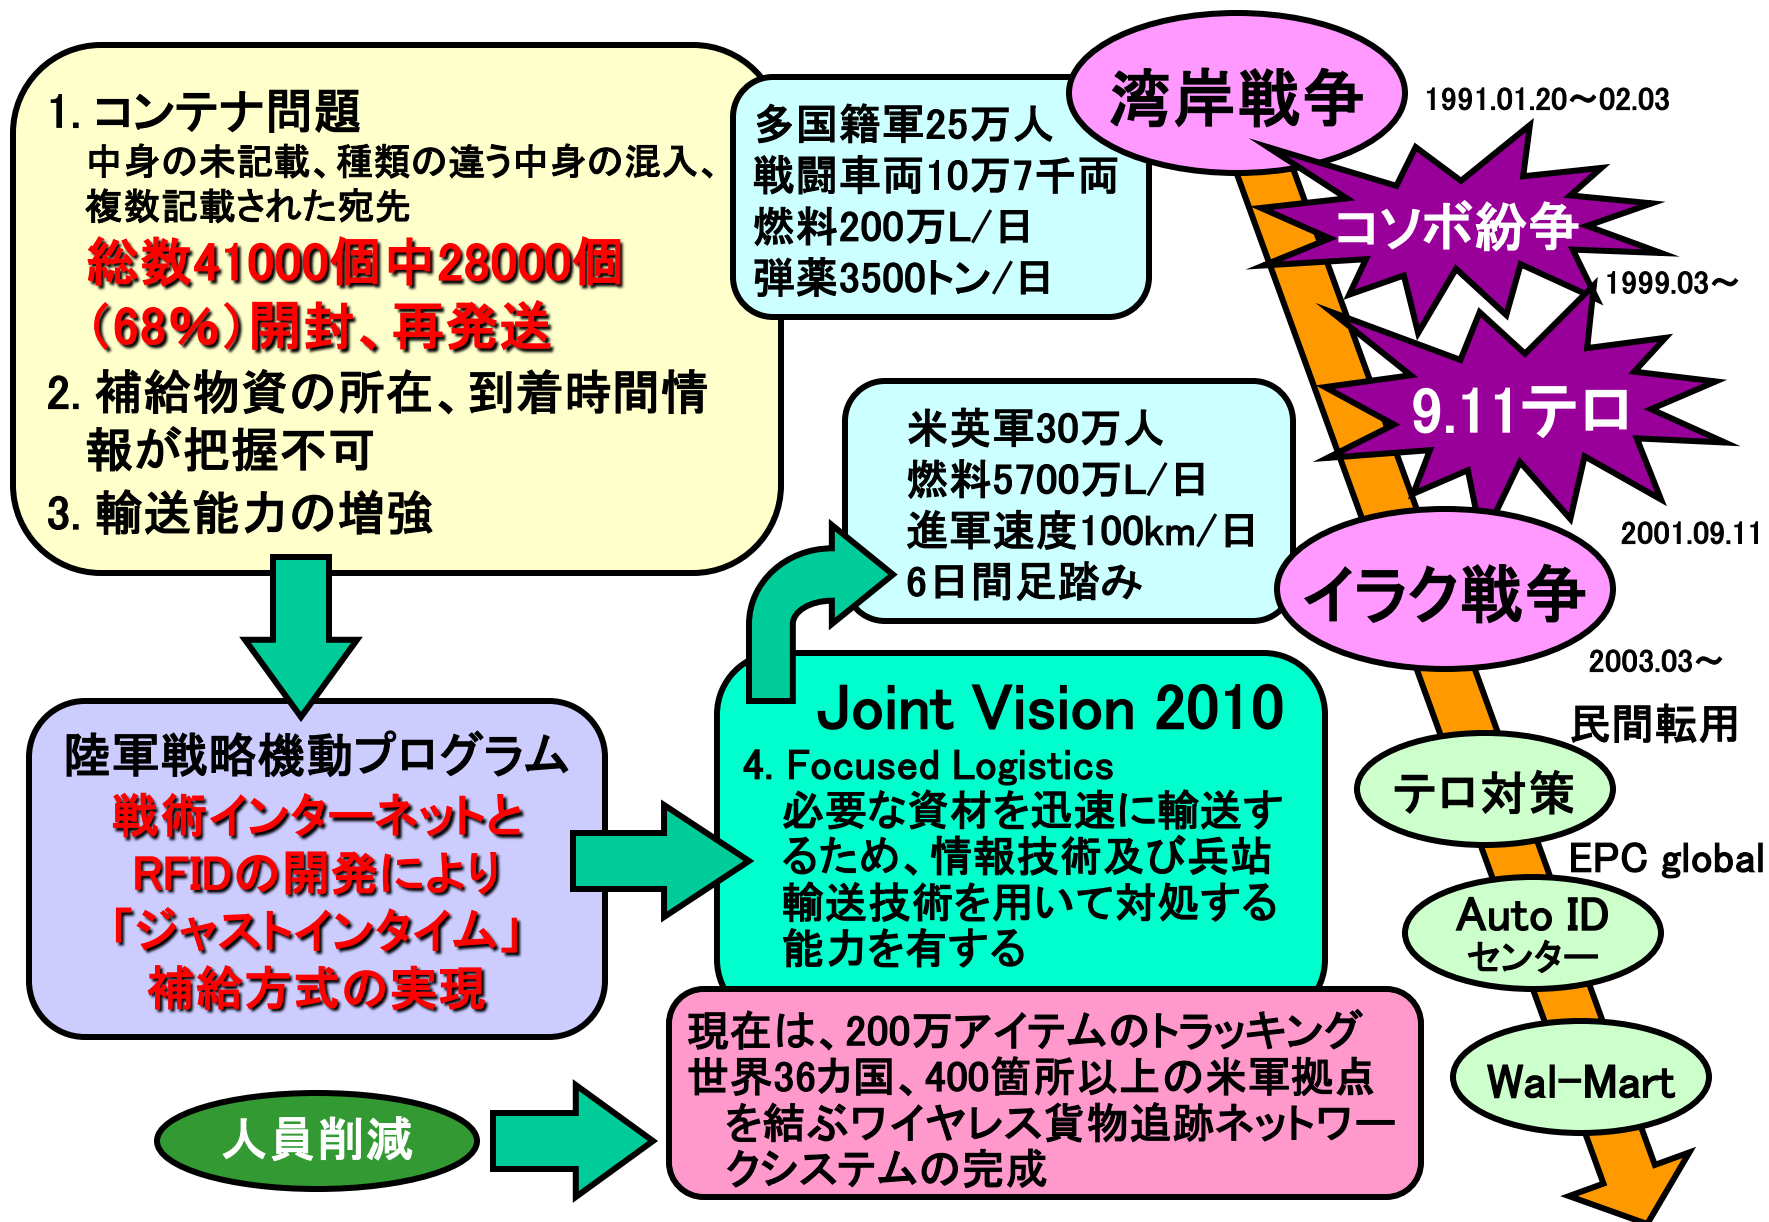 1. コンテナ問題
中身の未記載、種類の違う中身の混入、
複数記載された宛先
総数41000個中28000個
（68％）開封、再発送
2. 補給物資の所在、到着時間情
報が把握不可
3. 輸送能力の増強
多国籍軍25万人
戦闘車両10万7千両
燃料200万L/日
弾薬3500トン/日
湾岸戦争
1991.01.20～02.03
コソボ紛争
1999.03～
9.11テロ
2001.09.11
米英軍30万人
燃料5700万L/日
進軍速度100km/日
6日間足踏み
イラク戦争
2003.03～
陸軍戦略機動プログラム
戦術インターネットと
RFIDの開発により
「ジャストインタイム」
補給方式の実現
Joint Vision 2010
4. Focused Logistics
必要な資材を迅速に輸送す
るため、情報技術及び兵站
輸送技術を用いて対処する
能力を有する
民間転用
テロ対策
EPC global
Auto ID
センター
Wal-Mart
人員削減
現在は、200万アイテムのトラッキング
世界36カ国、400箇所以上の米軍拠点
を結ぶワイヤレス貨物追跡ネットワー
クシステムの完成